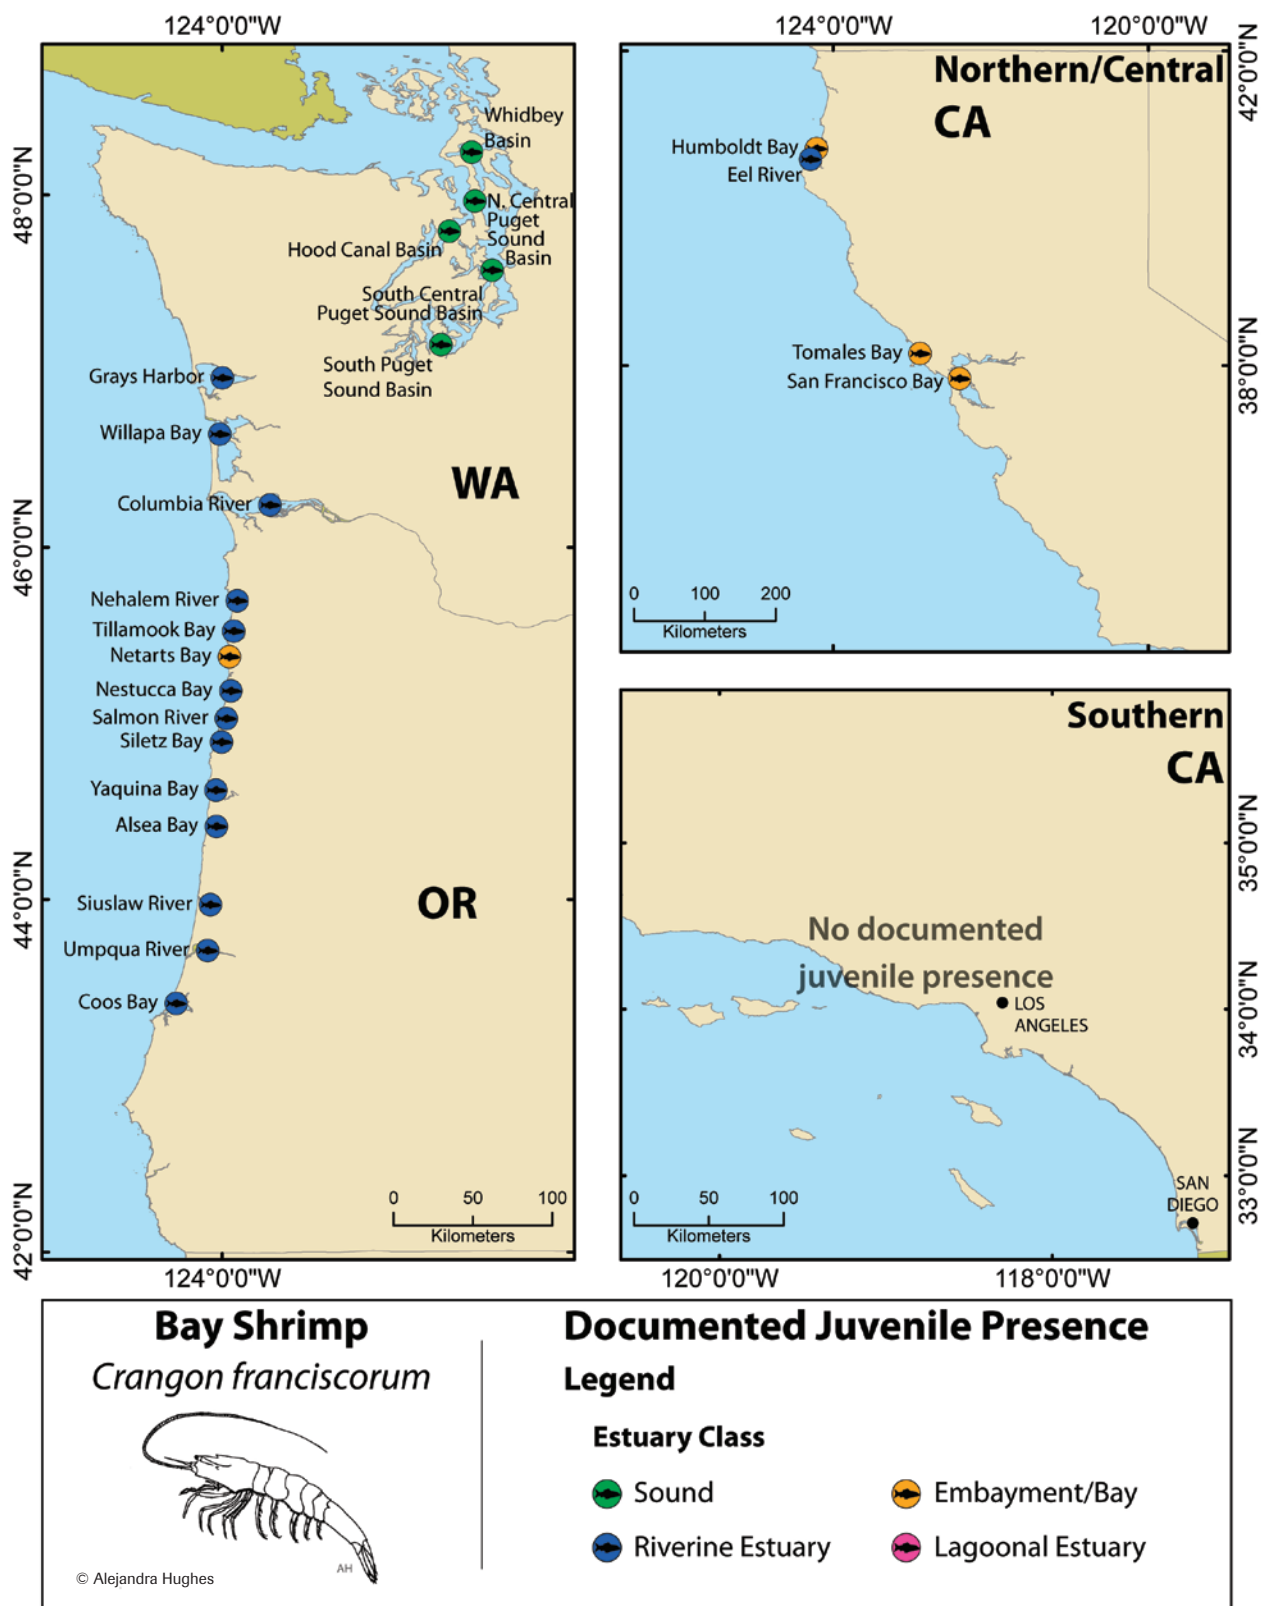 124°0'0"W
48°0'0"N
46°0'0"N
44°0'0"N
42°0'0"N
Whidbey
Basin
N. Central
Puget
Sound
Basin
Hood Canal Basin
South Central
Puget Sound Basin
South Puget
Sound Basin
Grays Harbor
Willapa Bay
WA
Columbia River
Nehalem River
Tillamook Bay
Netarts Bay
Nestucca Bay
Salmon River
Siletz Bay
Yaquina Bay
Alsea Bay
Siuslaw River
OR
Umpqua River
Coos Bay
0 50 100
Kilometers
124°0'0"W
124°0'0"W 120°0'0"W
42°0'0"N
38°0'0"N
Northern/Central
CA
Humboldt Bay
Eel River
Tomales Bay
San Francisco Bay
0 100 200
Kilometers
Southern
CA
35°0'0"N
34°0'0"N
33°0'0"N
No documented
juvenile presence
LOS
ANGELES
SAN
DIEGO
0 50 100
Kilometers
120°0'0"W 118°0'0"W
Bay Shrimp
Crangon franciscorum
AH
© Alejandra Hughes
Documented Juvenile Presence
Legend
Estuary Class
Sound
Embayment/Bay
Riverine Estuary
Lagoonal Estuary